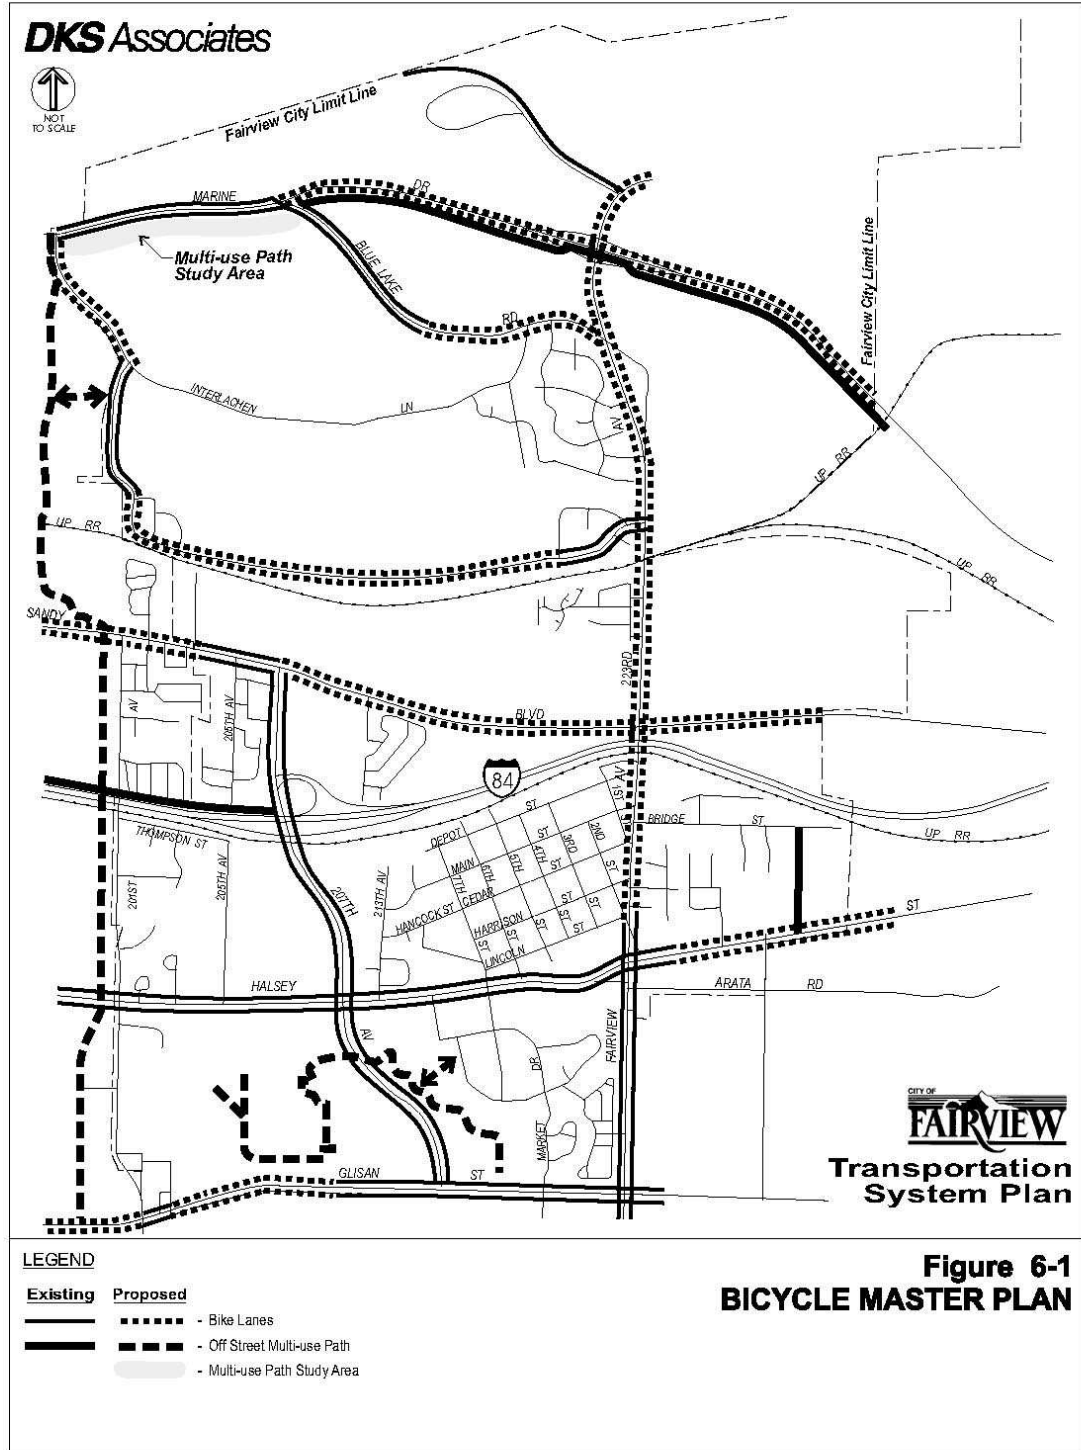 DKS Associates
NOT
TO SCALE
Fairview City Limit Line
MARINE
DR
Multi-use Path
Study Area
BLUE LAKE
RD
Fairview City Limit Line
INTERLACHEN
LN
AV
UP RR
UP RR
UP RR
SANDY
223RD
AV
205TH AV
BLVD
84
1ST AV
ST
DEPOT
ST
BRIDGE
ST
UP RR
THOMPSON ST
2ND
3RD
4TH
5TH
6TH
7TH
MAIN
ST
ST
CEDAR
201ST
205TH AV
207TH
213TH AV
HANCOCK ST
ST
ST
HARRISON
ST
ST
ST
ST
ST
ST
LINCOLN
ST
HALSEY
ARATA
RD
AV
FAIRVIEW
DR
MARKET
GLISAN
ST
CITY OF
FAIRVIEW
Transportation
System Plan
LEGEND
Existing Proposed
- Bike Lanes
- Off Street Multi-use Path
- Multi-use Path Study Area
Figure 6-1
BICYCLE MASTER PLAN